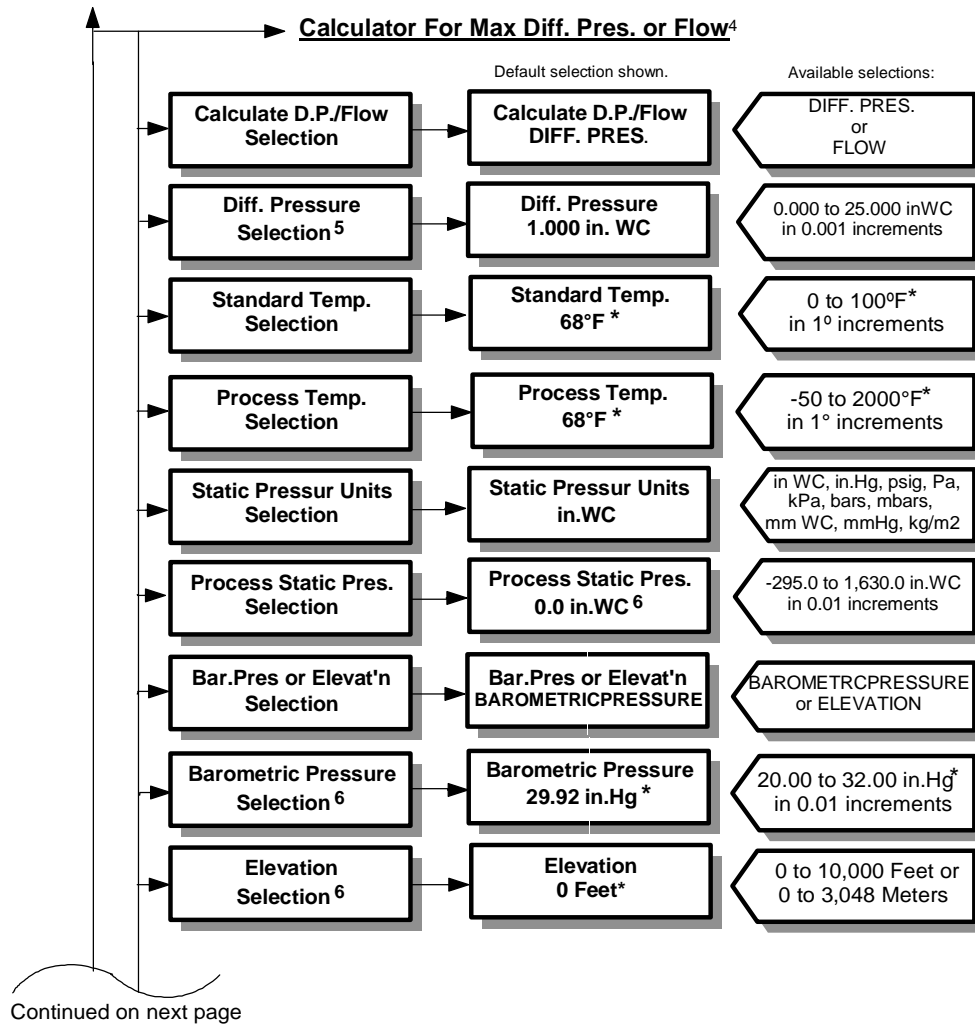 Calculator For Max Diff. Pres. or Flow4
Default selection shown.
Available selections:
Calculate D.P./Flow
Selection
Calculate D.P./Flow
DIFF. PRES.
DIFF. PRES.
or
FLOW
Diff. Pressure
Selection 5
Diff. Pressure
1.000 in. WC
0.000 to 25.000 inWC
in 0.001 increments
Standard Temp.
Selection
Standard Temp.
68°F *
0 to 100ºF*
in 1º increments
Process Temp.
Selection
Process Temp.
68°F *
-50 to 2000°F*
in 1° increments
Static Pressur Units
Selection
Static Pressur Units
in.WC
in WC, in.Hg, psig, Pa,
kPa, bars, mbars,
mm WC, mmHg, kg/m2
Process Static Pres.
Selection
Process Static Pres.
0.0 in.WC 6
-295.0 to 1,630.0 in.WC
in 0.01 increments
Bar.Pres or Elevat'n
Selection
Bar.Pres or Elevat'n
BAROMETRICPRESSURE
BAROMETRCPRESSURE
or ELEVATION
Barometric Pressure
Selection 6
Barometric Pressure
29.92 in.Hg *
20.00 to 32.00 in.Hg*
in 0.01 increments
Elevation
Selection 6
Elevation
0 Feet*
0 to 10,000 Feet or
0 to 3,048 Meters
Continued on next page